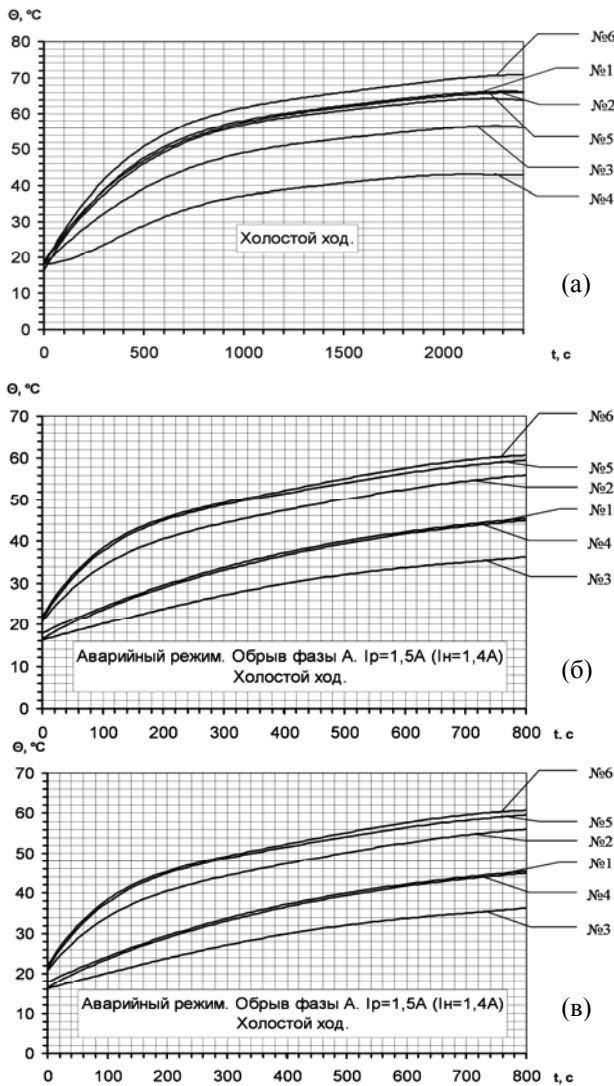 Θ, °C
80
70
60
50
40
30
20
10
0
0 500 1000 1500 2000
t, c
Холостой ход.
№6
№1
№2
№5
№3
№4
(а)
Θ, °C
70
60
50
40
30
20
10
0
0 100 200 300 400 500 600 700 800
t, c
Аварийный режим. Обрыв фазы А. Iр=1,5А (Iн=1,4А)
Холостой ход.
№6
№5
№2
№1
№4
№3
(б)
Θ, °C
70
60
50
40
30
20
10
0
0 100 200 300 400 500 600 700 800
t, c
Аварийный режим. Обрыв фазы А. Iр=1,5А (Iн=1,4А)
Холостой ход.
№6
№5
№2
№1
№4
№3
(в)